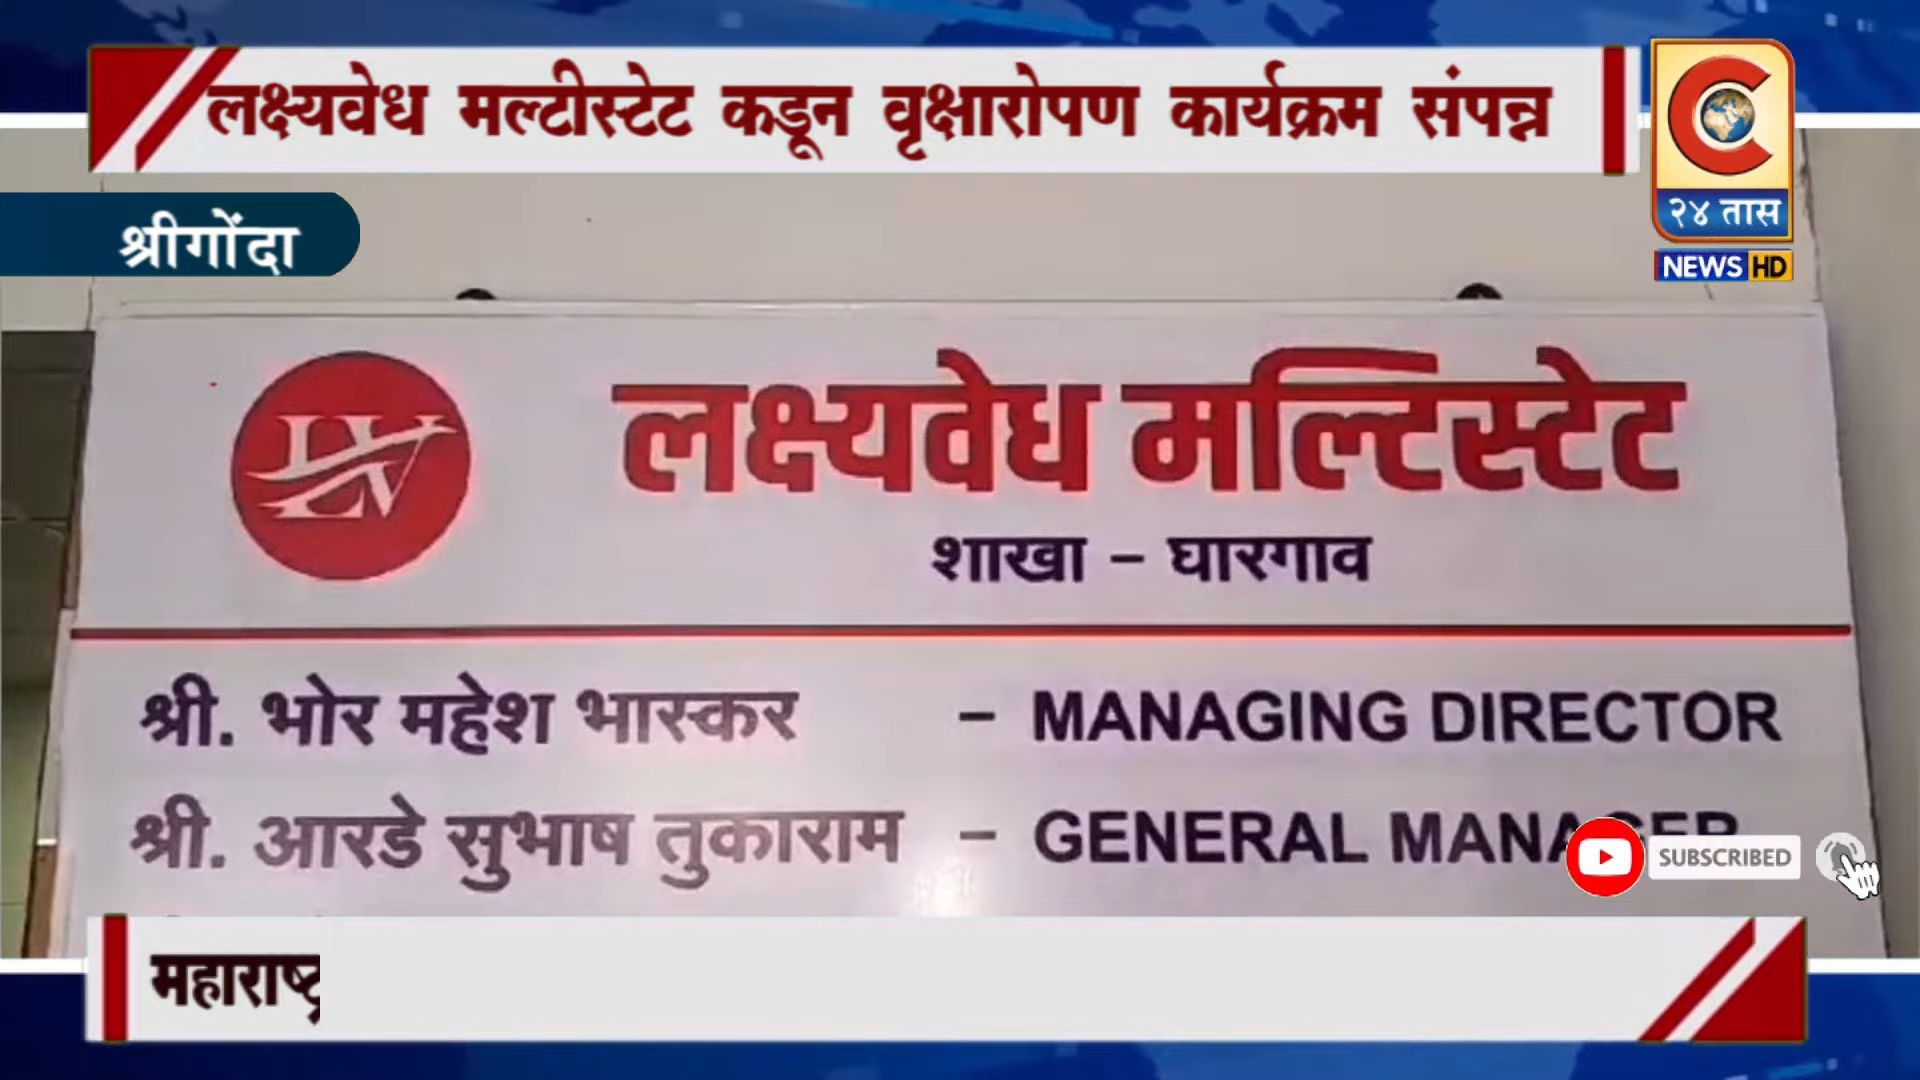 लक्ष्यवेध मल्टीस्टेट कडून वृक्षारोपण कार्यक्रम संपन्न
C
२४ तास
NEWS HD
श्रीगोंदा
LV
लक्ष्यवेध मल्टिस्टेट
शाखा – घारगाव
श्री. भोर महेश भास्कर – MANAGING DIRECTOR
श्री. आरडे सुभाष तुकाराम – GENERAL MANAGER
SUBSCRIBED
महाराष्ट्र